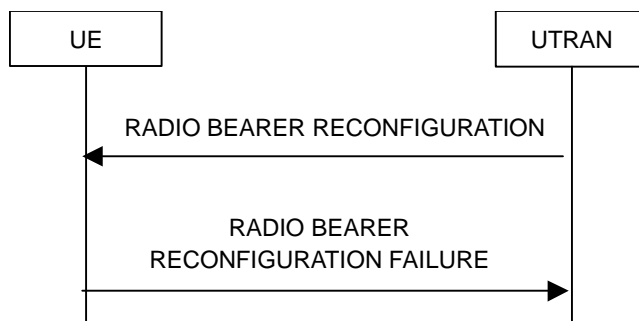 UE
UTRAN
RADIO BEARER RECONFIGURATION
RADIO BEARER
RECONFIGURATION FAILURE